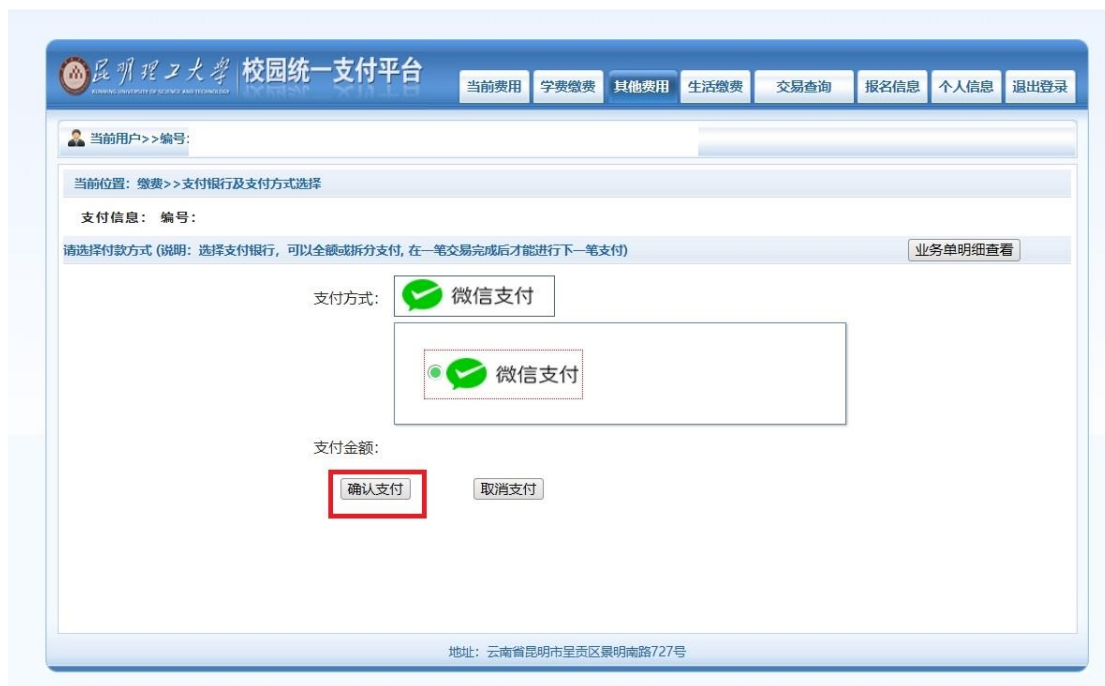 昆明理工大学 校园统一支付平台
KUNMING UNIVERSITY OF SCIENCE AND TECHNOLOGY
当前费用 学费缴费 其他费用 生活缴费 交易查询 报名信息 个人信息 退出登录
当前用户>>编号:
当前位置：缴费>>支付银行及支付方式选择
支付信息： 编号：
请选择付款方式 (说明：选择支付银行，可以全额或拆分支付, 在一笔交易完成后才能进行下一笔支付) 业务单明细查看
支付方式： 微信支付
微信支付
支付金额：
确认支付 取消支付
地址：云南省昆明市呈贡区景明南路727号